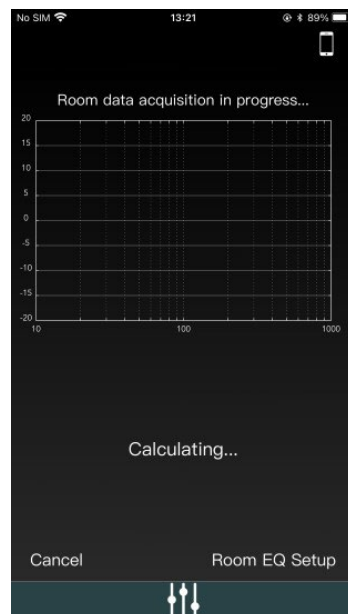 No SIM 13:21 89%
Room data acquisition in progress...
20
15
10
5
0
-5
-10
-15
-20
10 100 1000
Calculating...
Cancel Room EQ Setup